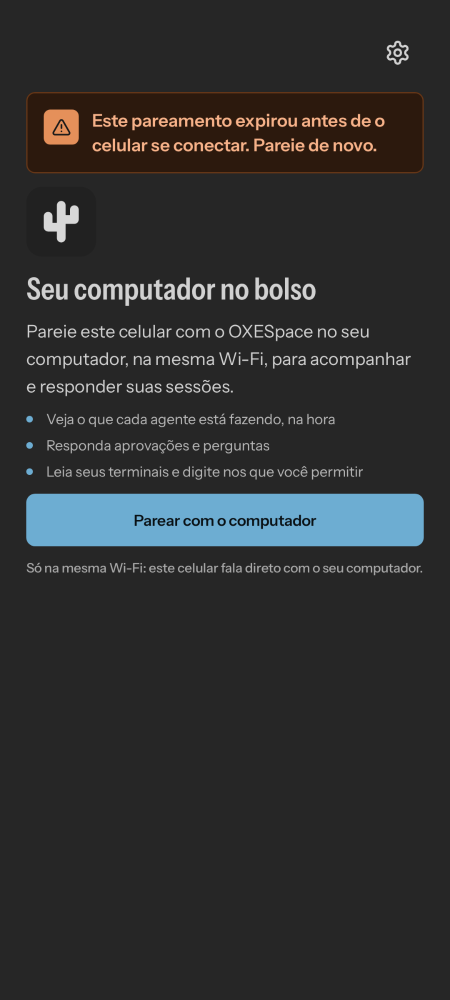 Este pareamento expirou antes de o
celular se conectar. Pareie de novo.
Seu computador no bolso
Pareie este celular com o OXESpace no seu
computador, na mesma Wi-Fi, para acompanhar
e responder suas sessões.
Veja o que cada agente está fazendo, na hora
Responda aprovações e perguntas
Leia seus terminais e digite nos que você permitir
Parear com o computador
Só na mesma Wi-Fi: este celular fala direto com o seu computador.